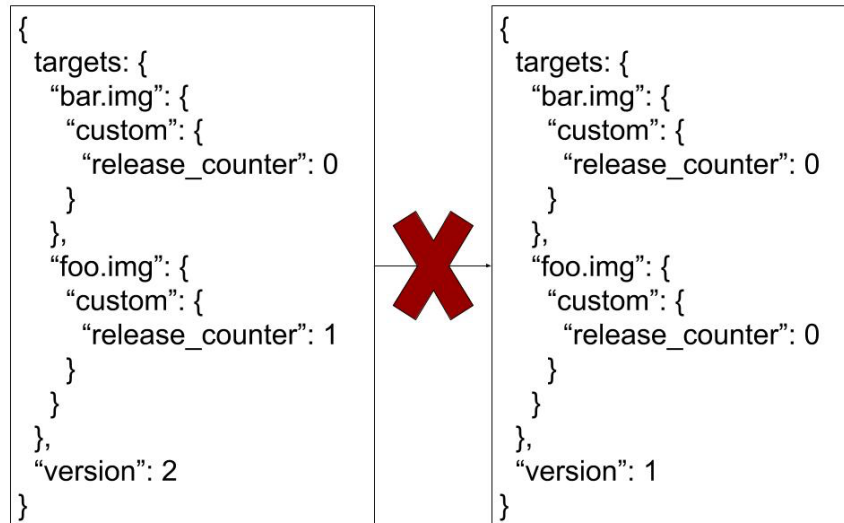 {
targets: {
“bar.img”: {
“custom”: {
“release_counter”: 0
}
},
“foo.img”: {
“custom”: {
“release_counter”: 1
}
}
},
“version”: 2
}
{
targets: {
“bar.img”: {
“custom”: {
“release_counter”: 0
}
},
“foo.img”: {
“custom”: {
“release_counter”: 0
}
}
},
“version”: 1
}